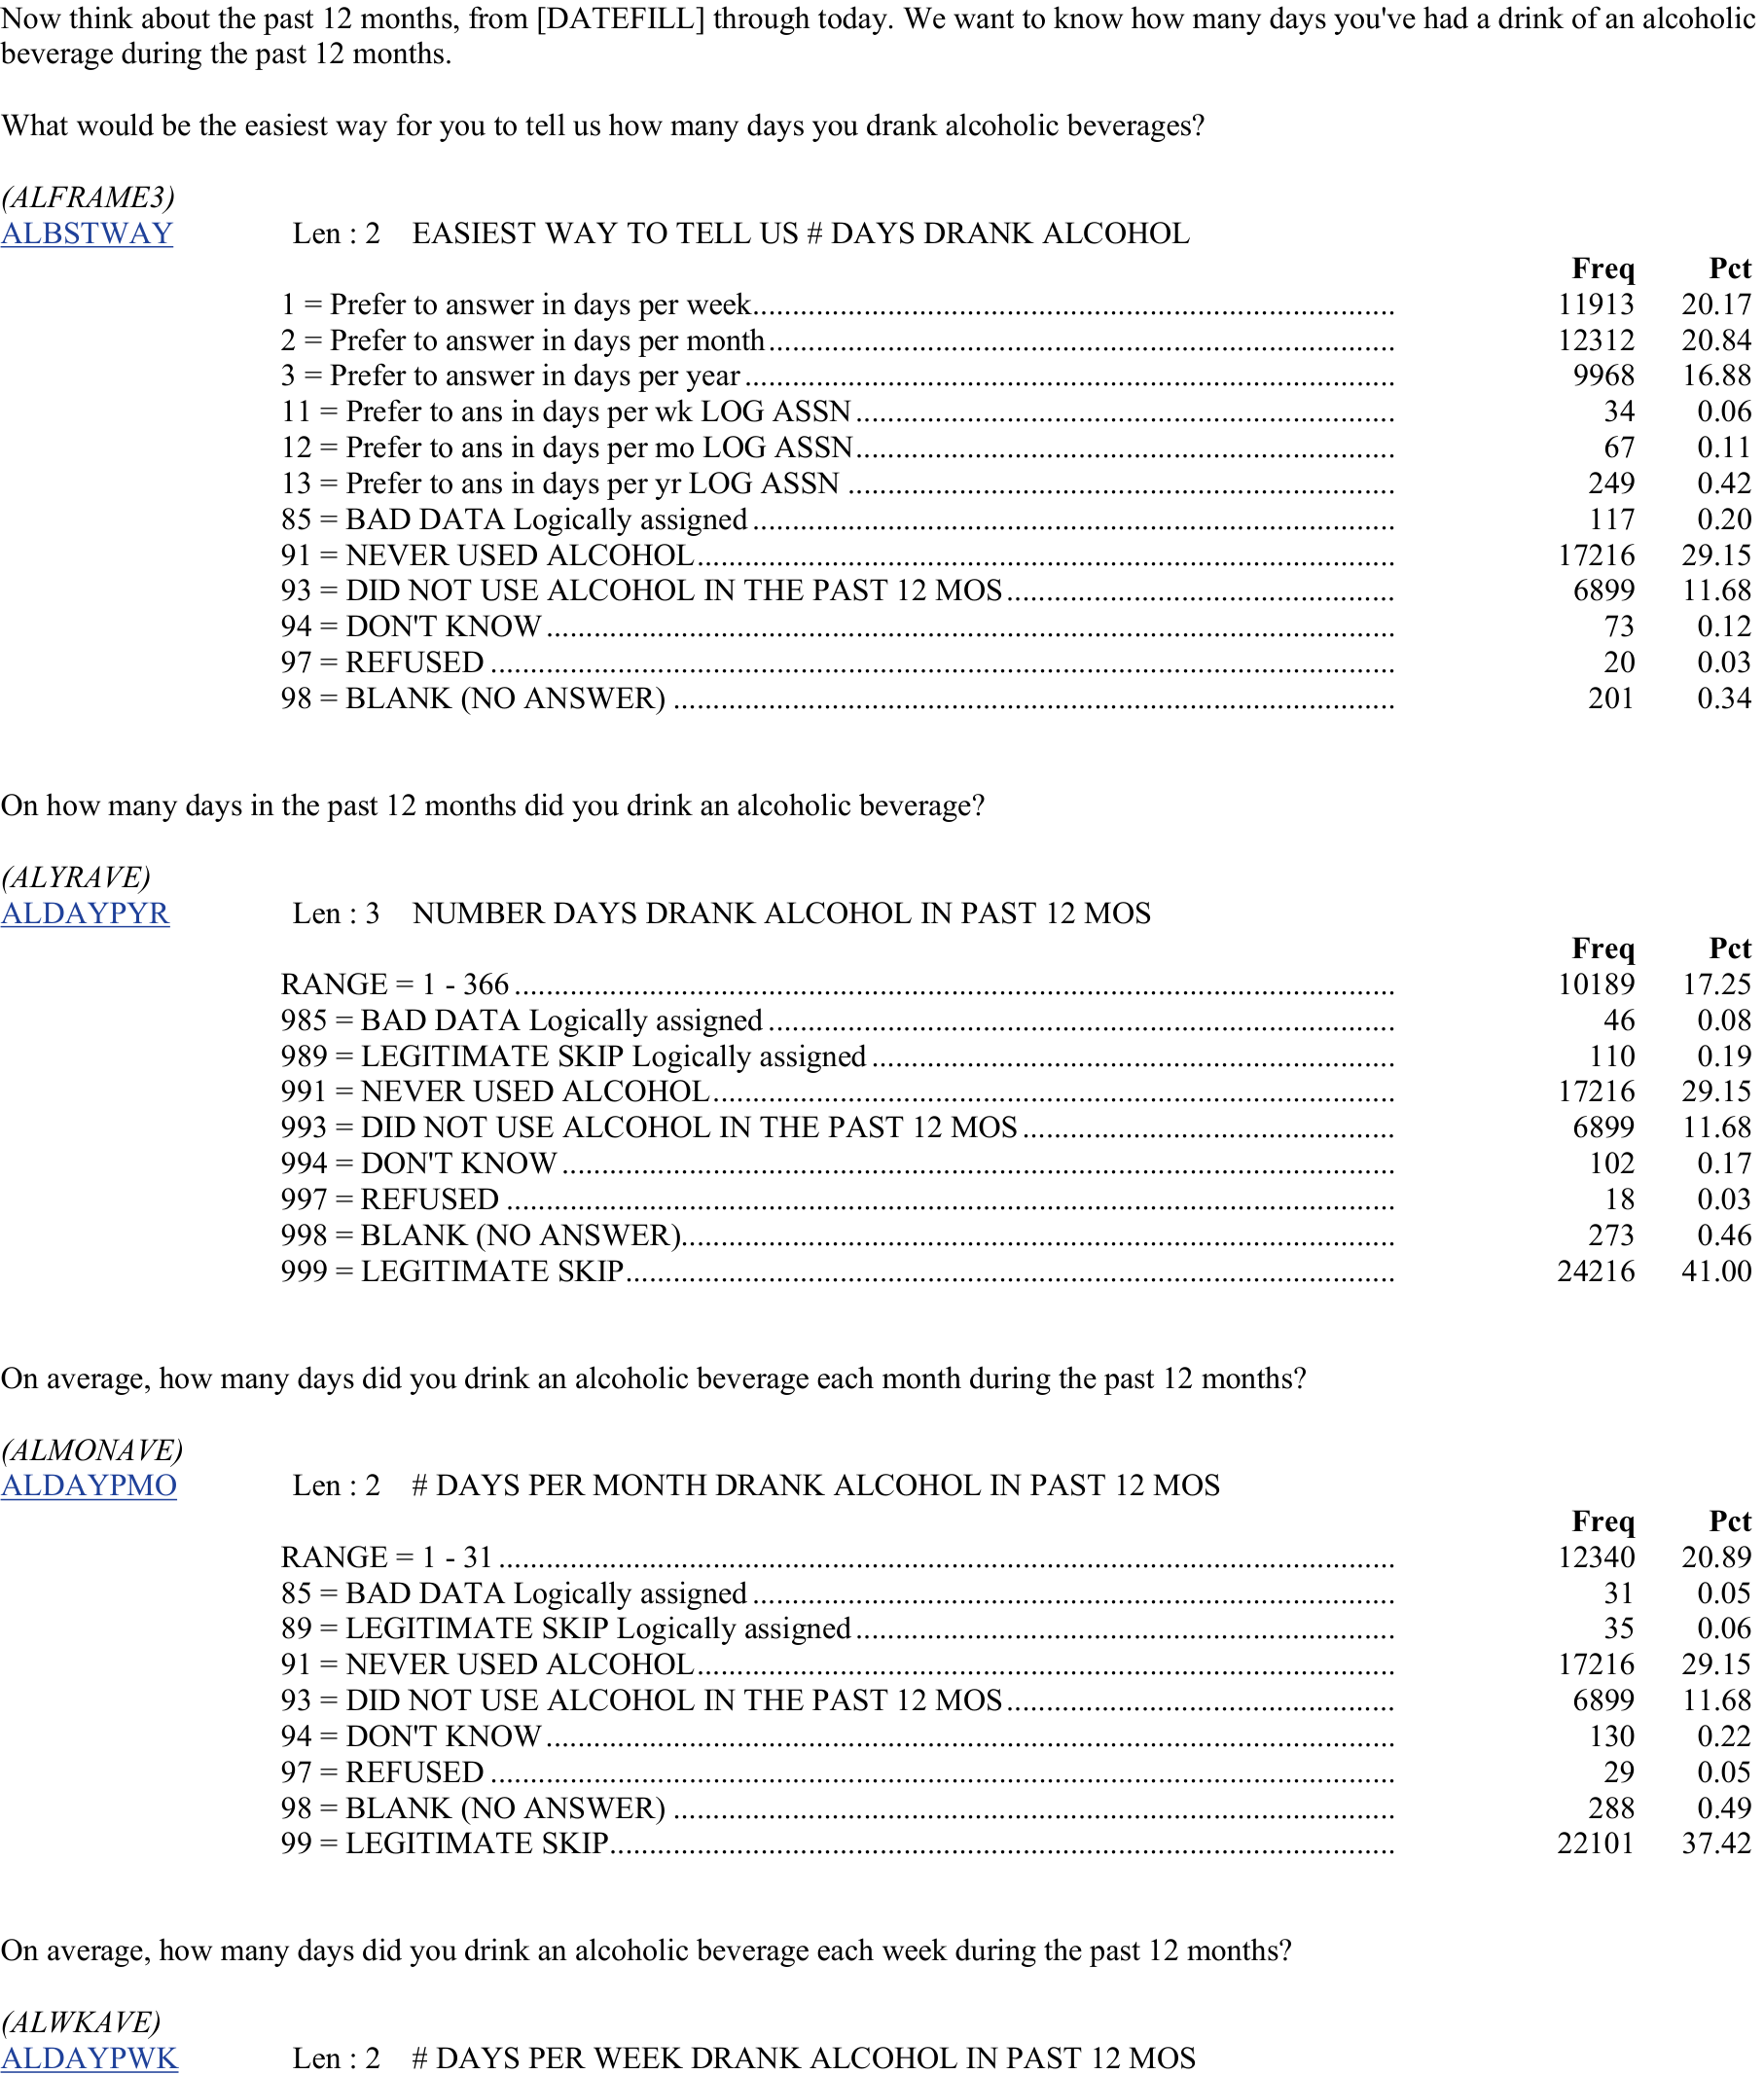 Now think about the past 12 months, from [DATEFILL] through today. We want to know how many days you've had a drink of an alcoholic
beverage during the past 12 months.
What would be the easiest way for you to tell us how many days you drank alcoholic beverages?
(ALFRAME3)
ALBSTWAY Len : 2 EASIEST WAY TO TELL US # DAYS DRANK ALCOHOL
Freq Pct
1 = Prefer to answer in days per week 11913 20.17
2 = Prefer to answer in days per month 12312 20.84
3 = Prefer to answer in days per year 9968 16.88
11 = Prefer to ans in days per wk LOG ASSN 34 0.06
12 = Prefer to ans in days per mo LOG ASSN 67 0.11
13 = Prefer to ans in days per yr LOG ASSN 249 0.42
85 = BAD DATA Logically assigned 117 0.20
91 = NEVER USED ALCOHOL 17216 29.15
93 = DID NOT USE ALCOHOL IN THE PAST 12 MOS 6899 11.68
94 = DON'T KNOW 73 0.12
97 = REFUSED 20 0.03
98 = BLANK (NO ANSWER) 201 0.34
On how many days in the past 12 months did you drink an alcoholic beverage?
(ALYRAVE)
ALDAYPYR Len : 3 NUMBER DAYS DRANK ALCOHOL IN PAST 12 MOS
Freq Pct
RANGE = 1 - 366 10189 17.25
985 = BAD DATA Logically assigned 46 0.08
989 = LEGITIMATE SKIP Logically assigned 110 0.19
991 = NEVER USED ALCOHOL 17216 29.15
993 = DID NOT USE ALCOHOL IN THE PAST 12 MOS 6899 11.68
994 = DON'T KNOW 102 0.17
997 = REFUSED 18 0.03
998 = BLANK (NO ANSWER) 273 0.46
999 = LEGITIMATE SKIP 24216 41.00
On average, how many days did you drink an alcoholic beverage each month during the past 12 months?
(ALMONAVE)
ALDAYPMO Len : 2 # DAYS PER MONTH DRANK ALCOHOL IN PAST 12 MOS
Freq Pct
RANGE = 1 - 31 12340 20.89
85 = BAD DATA Logically assigned 31 0.05
89 = LEGITIMATE SKIP Logically assigned 35 0.06
91 = NEVER USED ALCOHOL 17216 29.15
93 = DID NOT USE ALCOHOL IN THE PAST 12 MOS 6899 11.68
94 = DON'T KNOW 130 0.22
97 = REFUSED 29 0.05
98 = BLANK (NO ANSWER) 288 0.49
99 = LEGITIMATE SKIP 22101 37.42
On average, how many days did you drink an alcoholic beverage each week during the past 12 months?
(ALWKAVE)
ALDAYPWK Len : 2 # DAYS PER WEEK DRANK ALCOHOL IN PAST 12 MOS